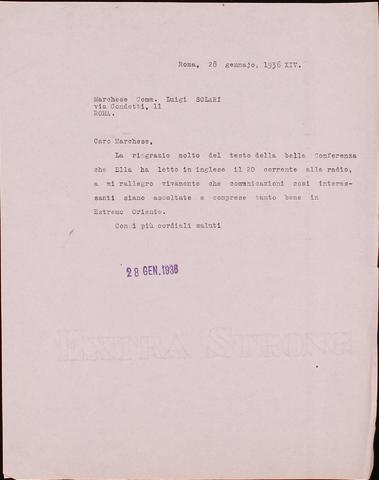 Roma, 28 gennajo, 1936 XIV.
Marchese Comm. Luigi SOLARI
via Condotti, 11
ROMA.
Caro Marchese,
La ringrazio molto del testo della bella Conferenza
che Ella ha letto in inglese il 20 corrente alla radio,
a mi rallegro vivamente che comunicazioni così interes-
santi siano ascoltate e comprese tanto bene in
Estremo Oriente.
Con i più cordiali saluti
28 GEN. 1936
EXTRA STRONG